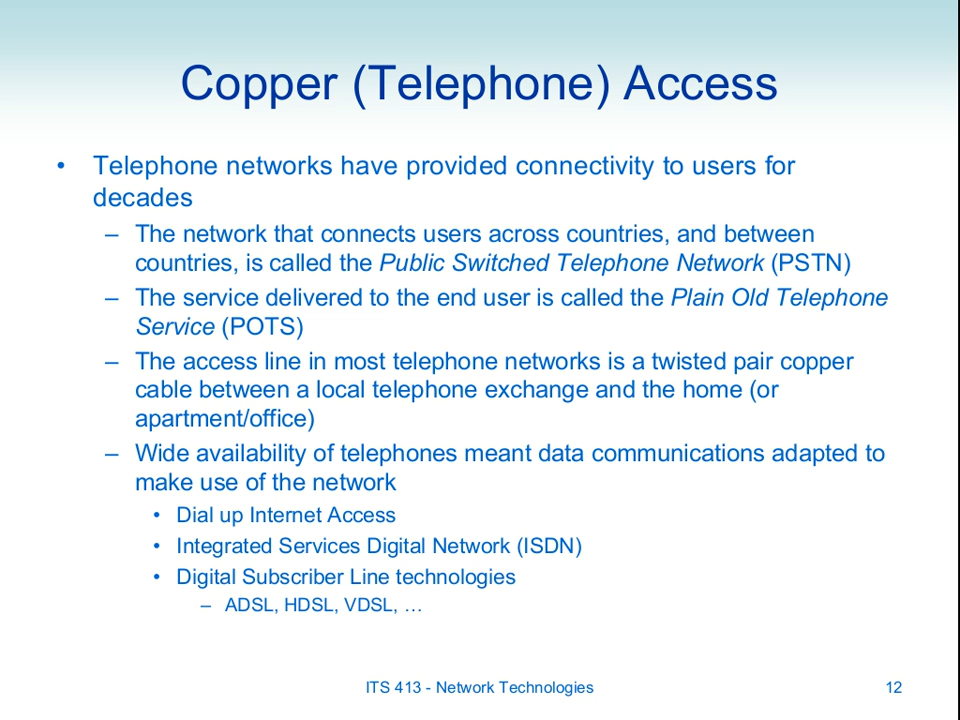 Copper (Telephone) Access
• Telephone networks have provided connectivity to users for
decades
– The network that connects users across countries, and between
countries, is called the Public Switched Telephone Network (PSTN)
– The service delivered to the end user is called the Plain Old Telephone
Service (POTS)
– The access line in most telephone networks is a twisted pair copper
cable between a local telephone exchange and the home (or
apartment/office)
– Wide availability of telephones meant data communications adapted to
make use of the network
• Dial up Internet Access
• Integrated Services Digital Network (ISDN)
• Digital Subscriber Line technologies
– ADSL, HDSL, VDSL, …
ITS 413 - Network Technologies
12